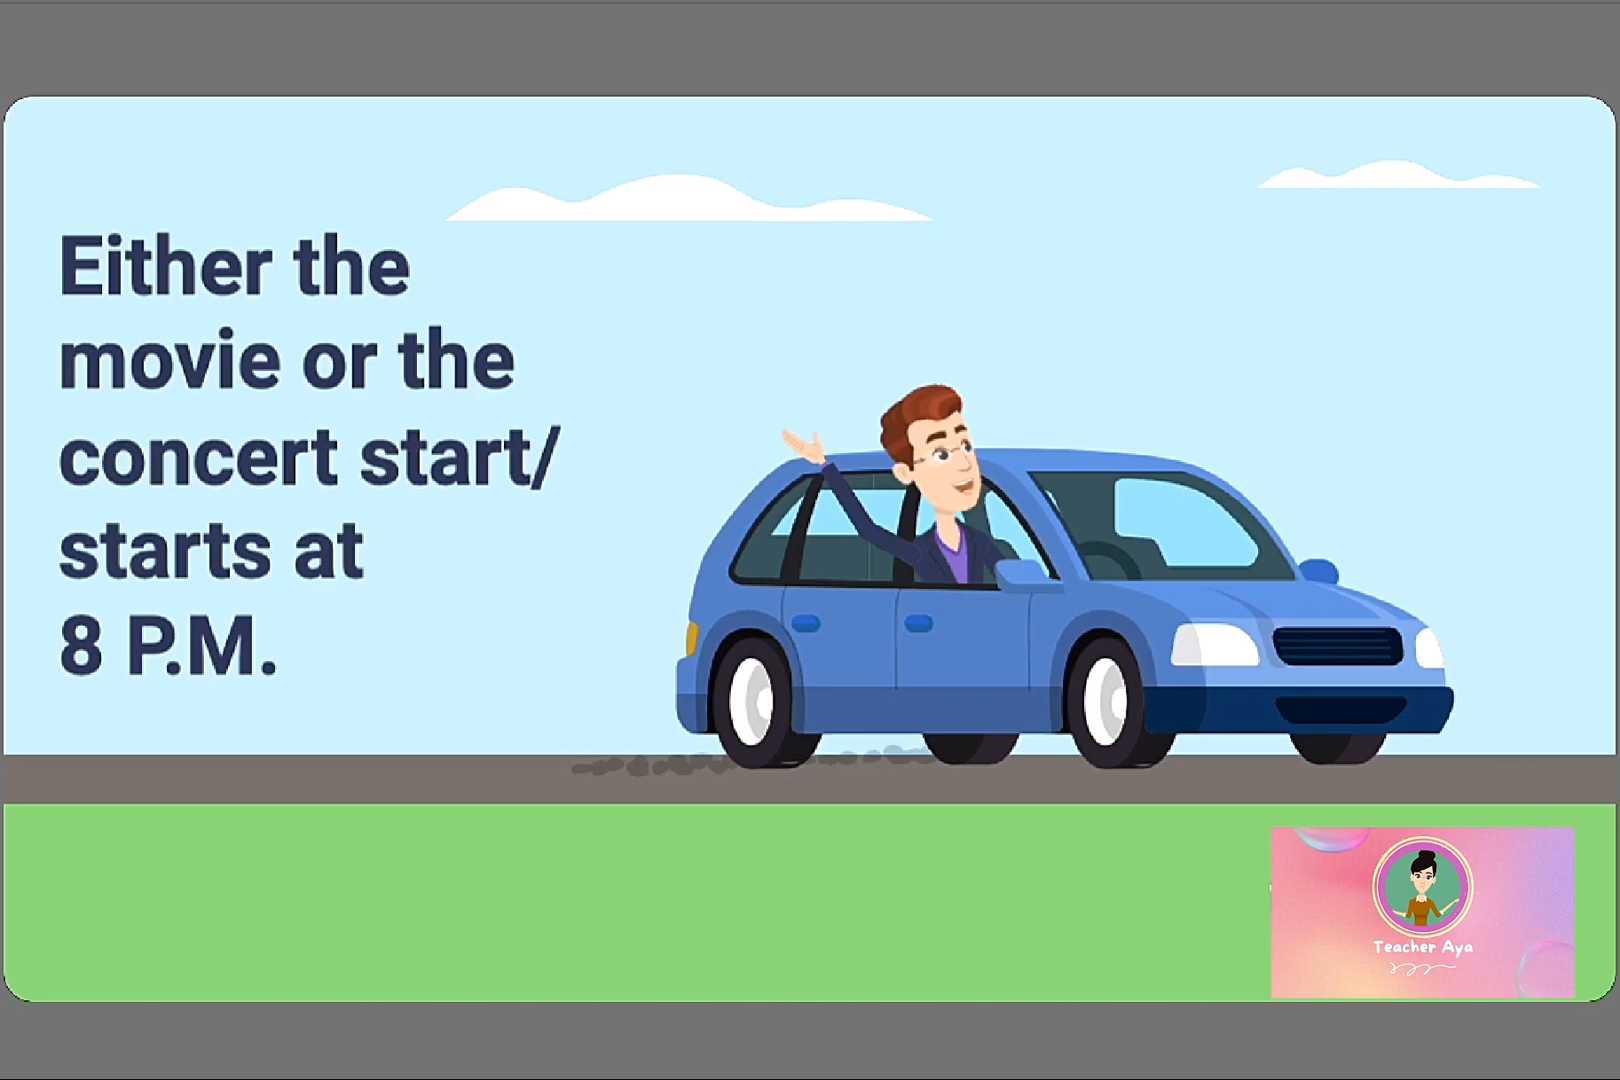 Either the
movie or the
concert start/
starts at
8 P.M.
Teacher Aya